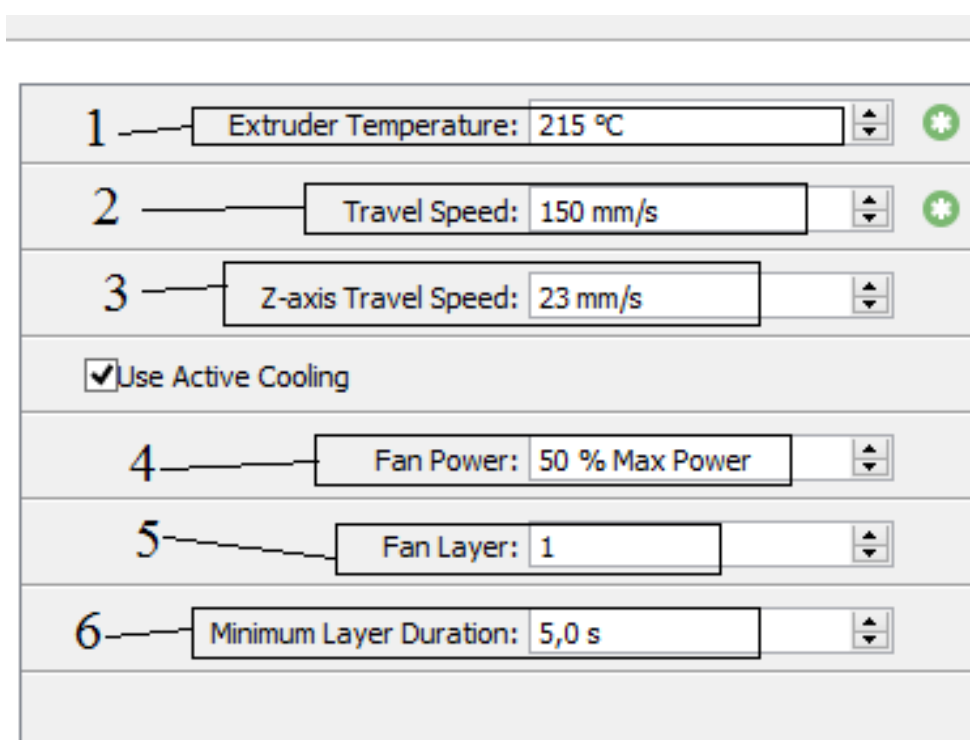 1 Extruder Temperature: 215 °C
2 Travel Speed: 150 mm/s
3 Z-axis Travel Speed: 23 mm/s
Use Active Cooling
4 Fan Power: 50 % Max Power
5 Fan Layer: 1
6 Minimum Layer Duration: 5,0 s